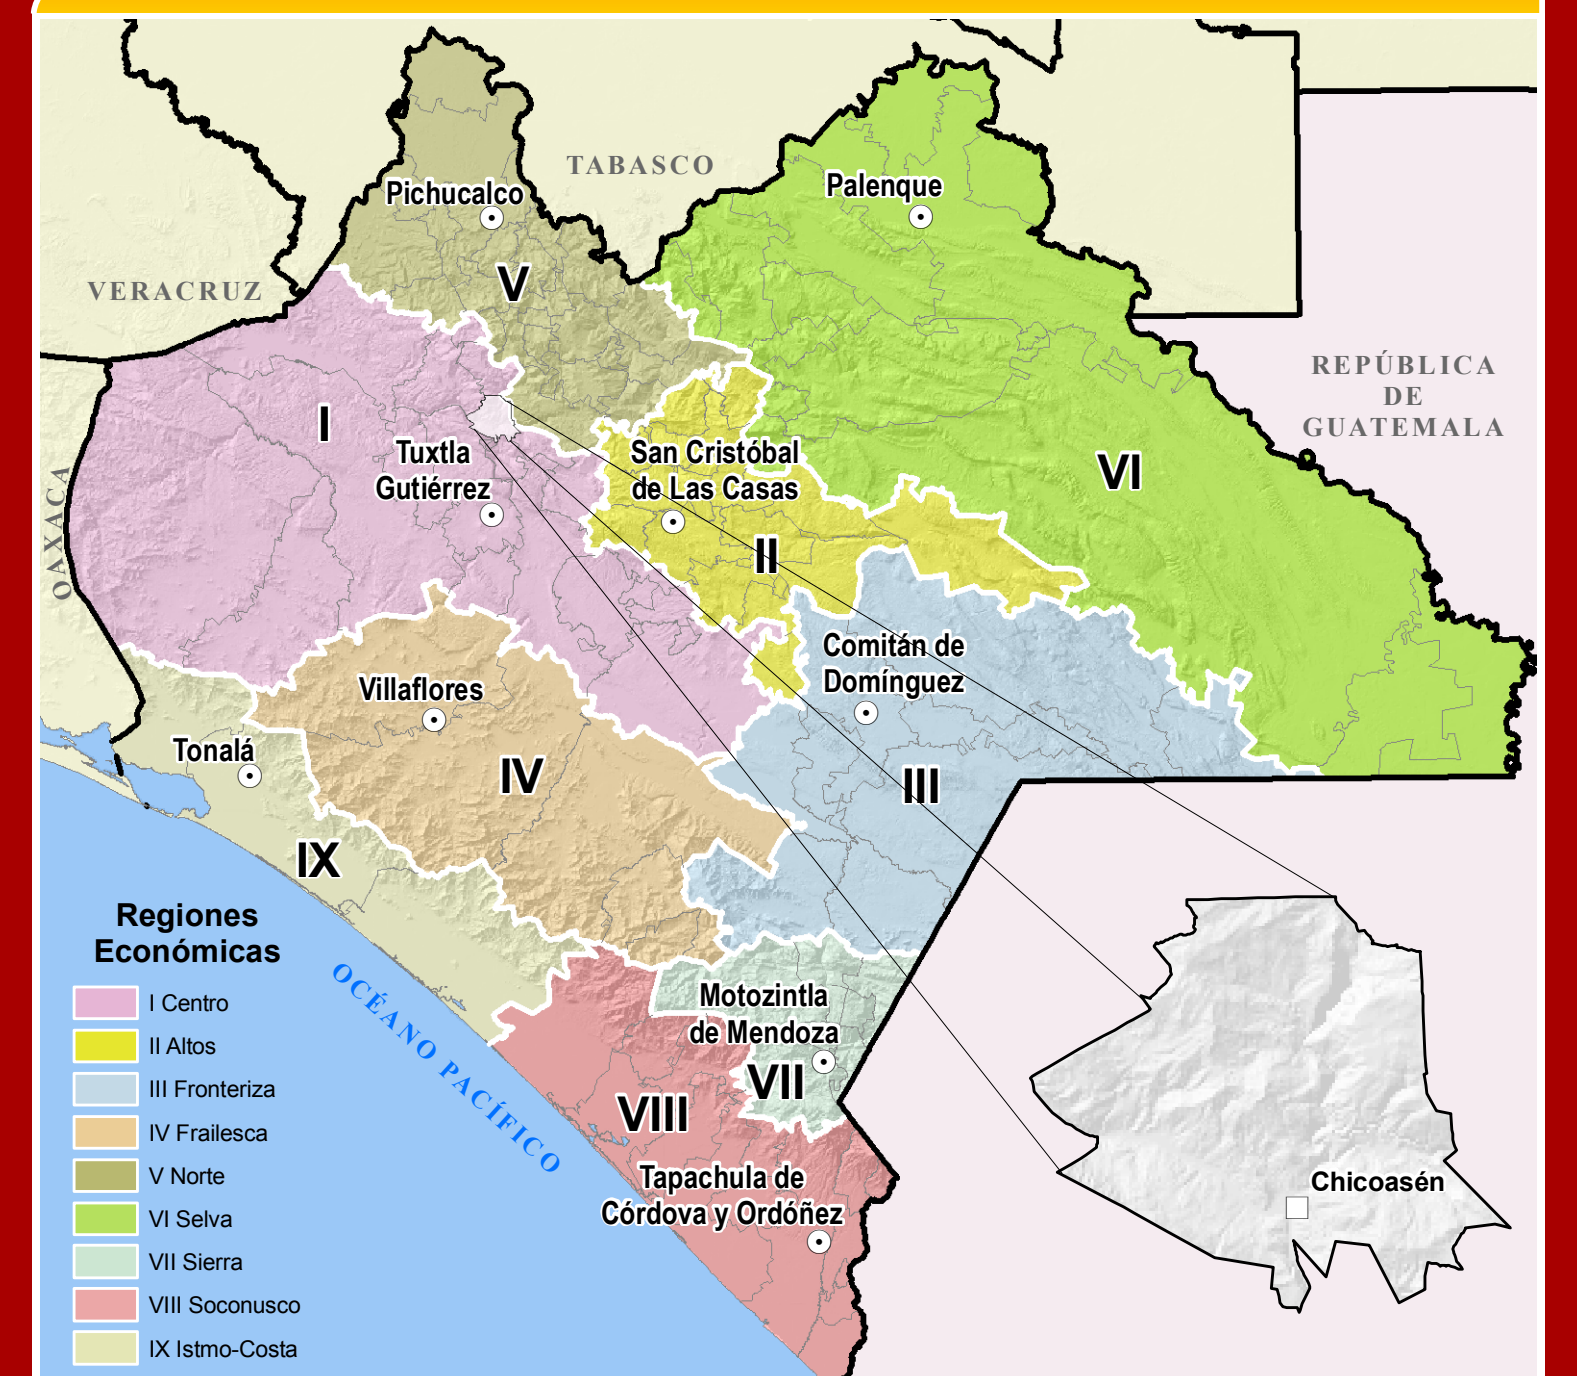 TABASCO
Pichucalco
Palenque
V
VERACRUZ
REPÚBLICA
DE
GUATEMALA
I
Tuxtla
Gutiérrez
San Cristóbal
de Las Casas
VI
OAXACA
II
Comitán de
Domínguez
Villaflores
Tonalá
IV
III
IX
Regiones
Económicas
I Centro
II Altos
III Fronteriza
IV Frailesca
V Norte
VI Selva
VII Sierra
VIII Soconusco
IX Istmo-Costa
OCÉANO PACÍFICO
Motozintla
de Mendoza
VII
VIII
Tapachula de
Córdova y Ordóñez
Chicoasén